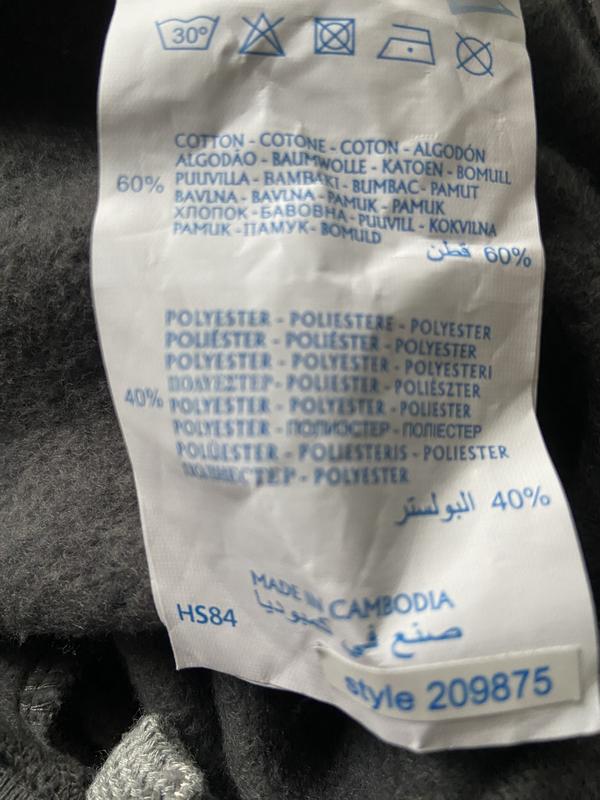 30°
COTTON - COTONE - COTON - ALGODÓN
ALGODÃO - BAUMWOLLE - KATOEN - BOMULL
60% PUUVILLA - BAMBAKI - BUMBAC - PAMUT
BAVLNA - BAVLNA - PAMUK - PAMUK
ХЛОПОК - БАВОВНА - PUUVILL - KOKVILNA
PAMUK - ПАМУК - BOMULD
60% قطن
POLYESTER - POLIESTERE - POLYESTER
POLIÉSTER - POLIÉSTER - POLYESTER
POLYESTER - POLYESTER - POLYESTERI
ΠΟΛΥΕΣΤΕΡ - POLIESTER - POLIÉSZTER
40% POLYESTER - POLYESTER - POLIESTER
POLYESTER - ПОЛИЭСТЕР - ПОЛІЕСТЕР
POLÜESTER - POLIESTERIS - POLIESTER
ПОЛИЕСТЕР - POLYESTER
40% البولستر
MADE IN CAMBODIA
HS84
صنع في كمبوديا
style 209875